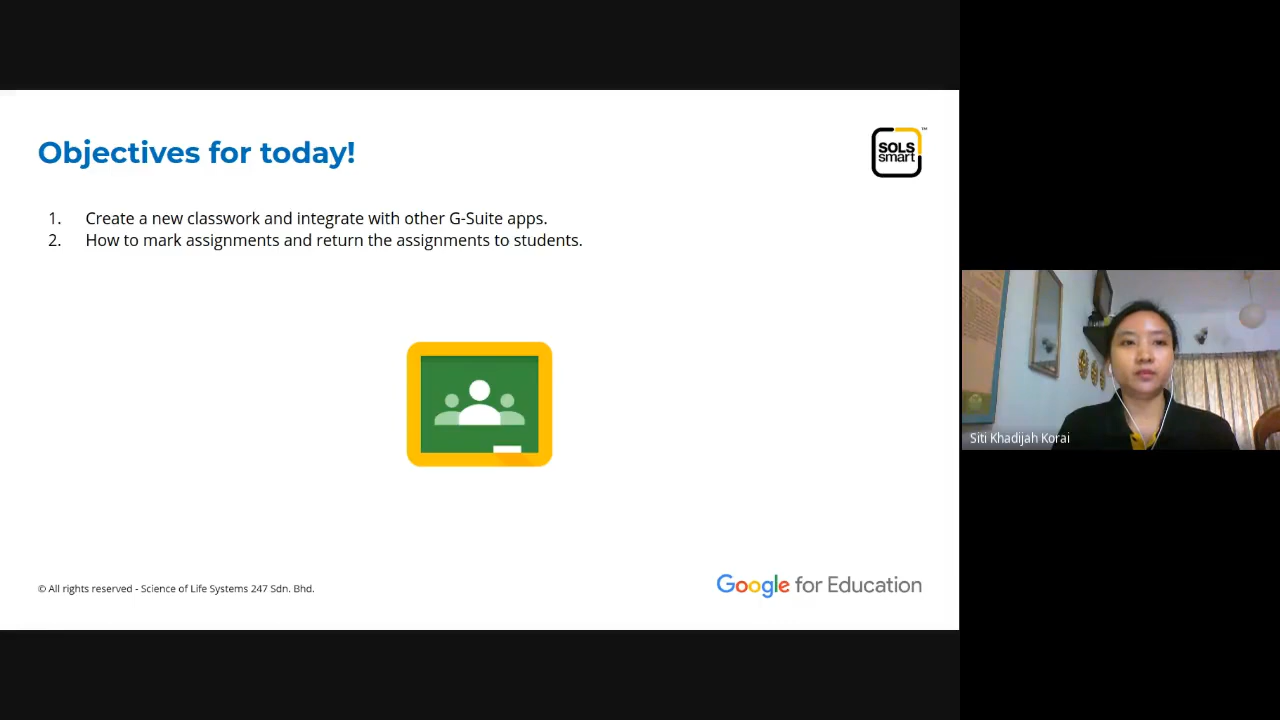 Objectives for today!
SOLS
smart
™
1. Create a new classwork and integrate with other G-Suite apps.
2. How to mark assignments and return the assignments to students.
Siti Khadijah Korai
© All rights reserved - Science of Life Systems 247 Sdn. Bhd.
Google for Education